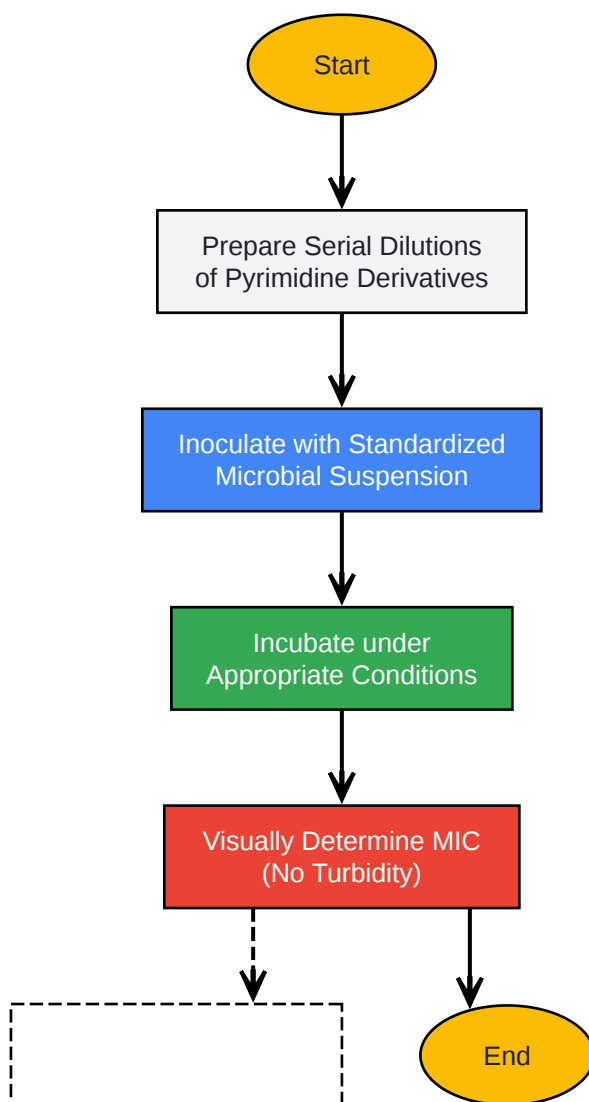 Start
Prepare Serial Dilutions
of Pyrimidine Derivatives
Inoculate with Standardized
Microbial Suspension
Incubate under
Appropriate Conditions
Visually Determine MIC
(No Turbidity)
End